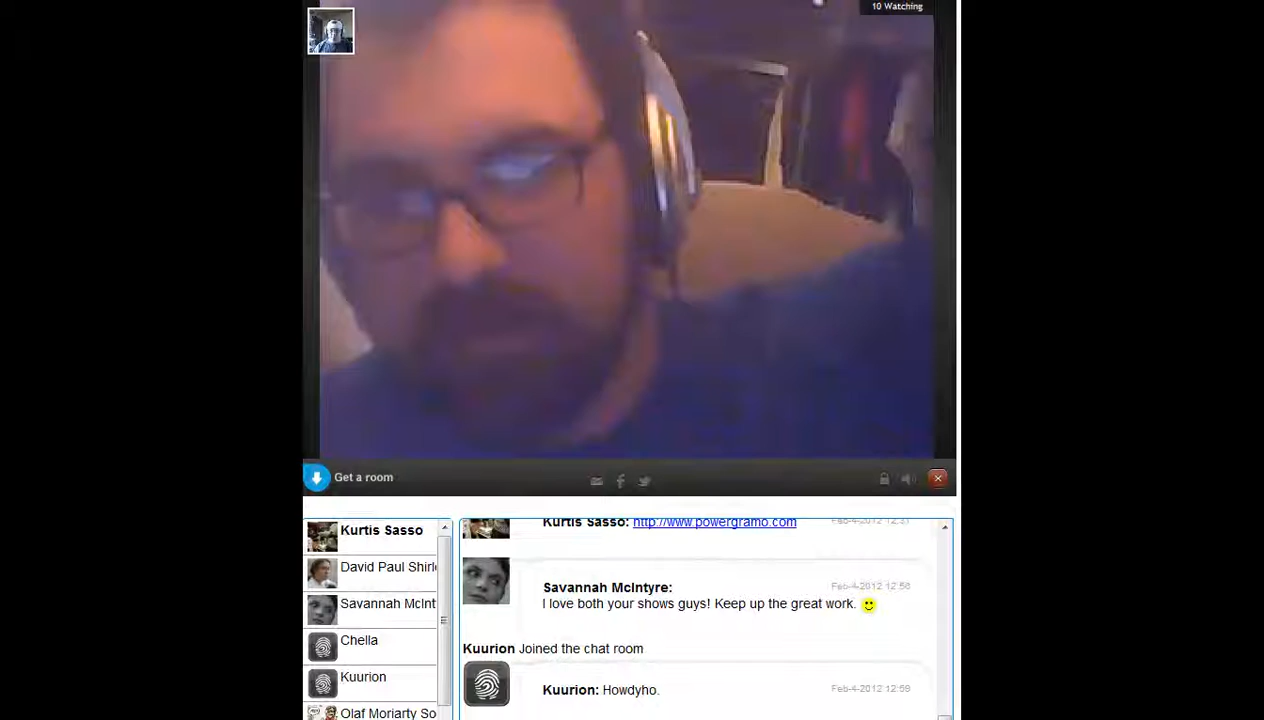 10 Watching
Get a room
Kurtis Sasso
David Paul Shirl
Savannah McInt
Chella
Kuurion
Olaf Moriarty So
Kurtis Sasso: http://www.powergramo.com
Savannah McIntyre: Feb-4-2012 12:56
I love both your shows guys! Keep up the great work.
Kuurion Joined the chat room
Kuurion: Howdyho. Feb-4-2012 12:59